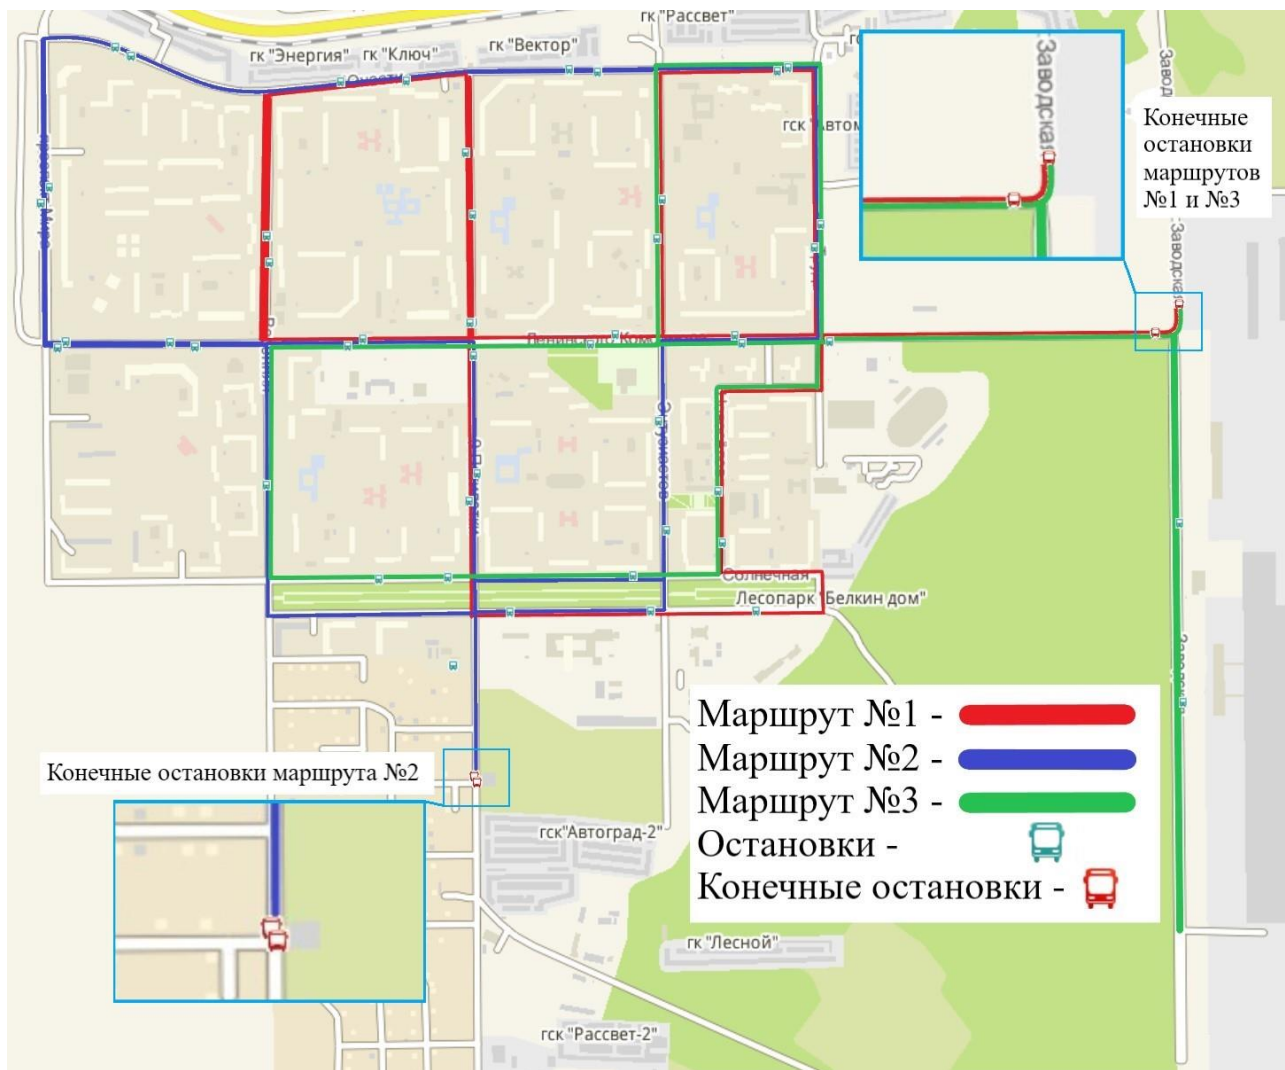 гк "Рассвет"
гк "Энергия"
гк "Ключ"
гк "Вектор"
Заводская
Конечные
остановки
маршрутов
№1 и №3
Заводская
Солнечная
Лесопарк "Белкин дом"
Маршрут №1 -
Маршрут №2 -
Маршрут №3 -
Остановки -
Конечные остановки -
Конечные остановки маршрута №2
гск"Автоград-2"
гк "Лесной"
гск "Рассвет-2"